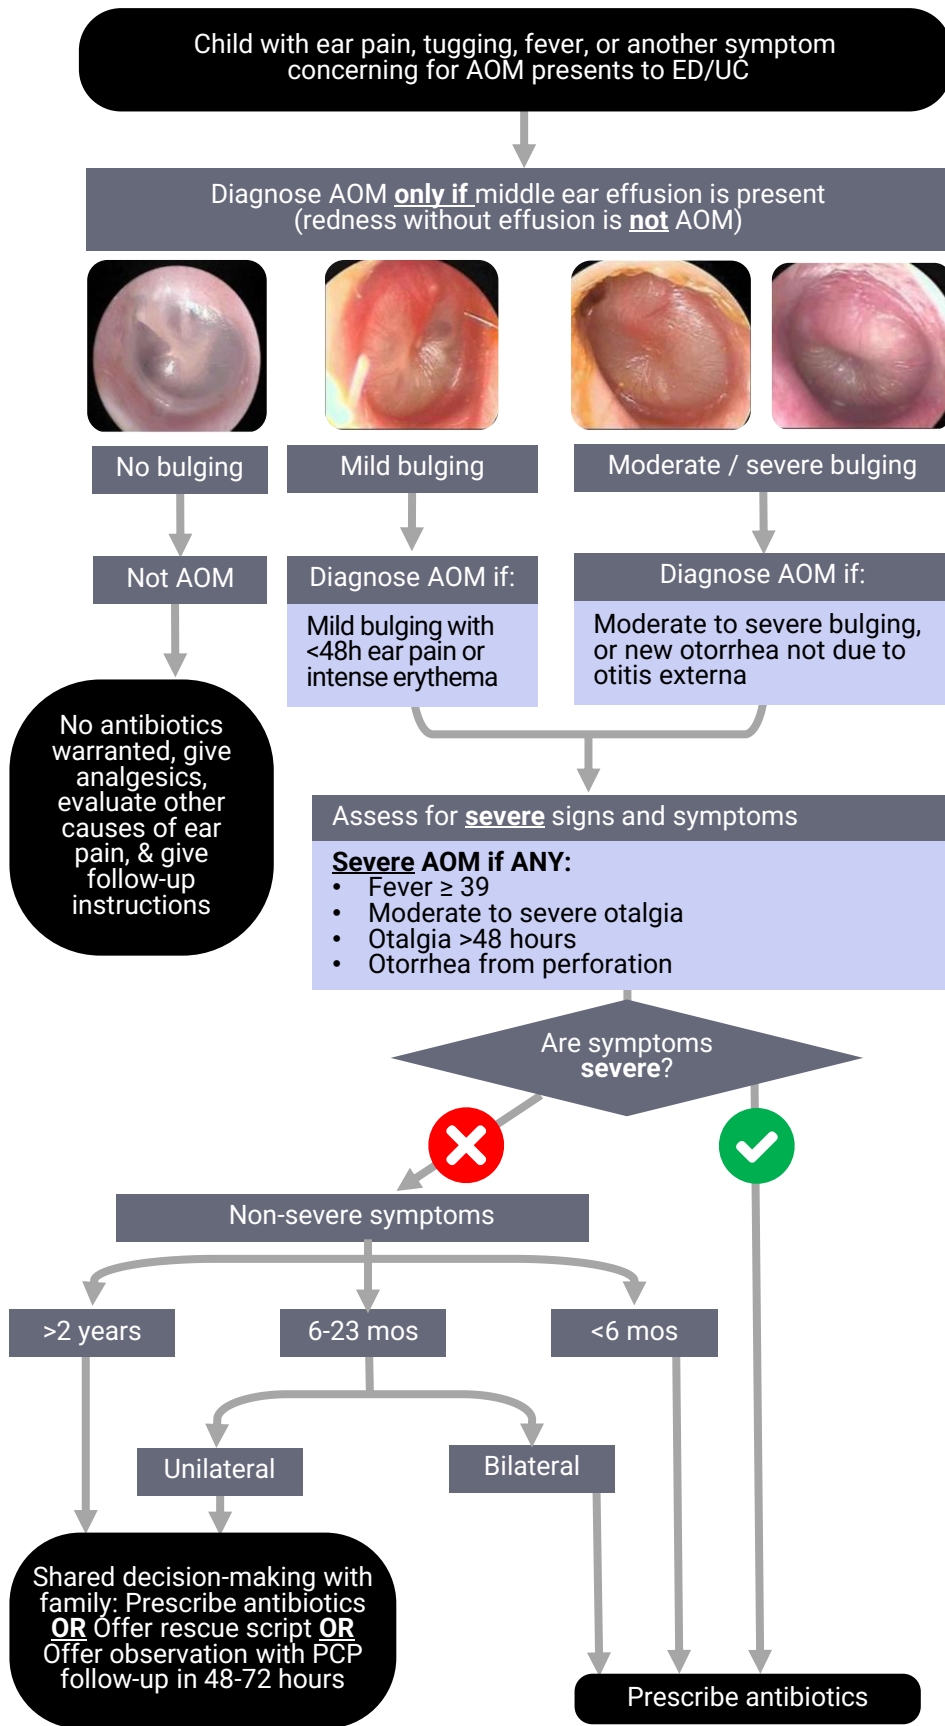 Child with ear pain, tugging, fever, or another symptom
concerning for AOM presents to ED/UC
Diagnose AOM only if middle ear effusion is present
(redness without effusion is not AOM)
No bulging
Mild bulging
Moderate / severe bulging
Not AOM
Diagnose AOM if:
Diagnose AOM if:
Mild bulging with
<48h ear pain or
intense erythema
Moderate to severe bulging,
or new otorrhea not due to
otitis externa
No antibiotics
warranted, give
analgesics,
evaluate other
causes of ear
pain, & give
follow-up
instructions
Assess for severe signs and symptoms
Severe AOM if ANY:
• Fever ≥ 39
• Moderate to severe otalgia
• Otalgia >48 hours
• Otorrhea from perforation
Are symptoms
severe?
Non-severe symptoms
>2 years
6-23 mos
<6 mos
Unilateral
Bilateral
Shared decision-making with
family: Prescribe antibiotics
OR Offer rescue script OR
Offer observation with PCP
follow-up in 48-72 hours
Prescribe antibiotics